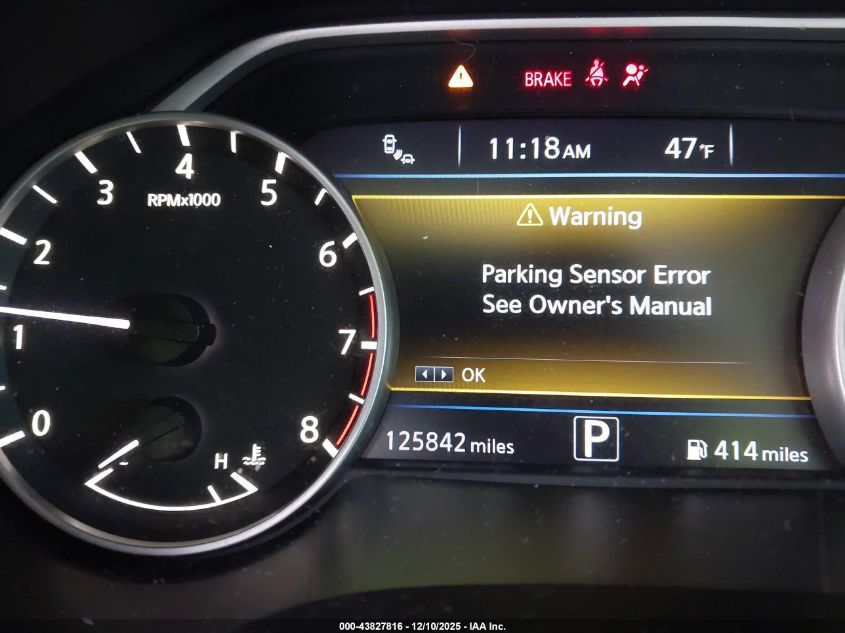 BRAKE
11:18AM
47°F
4
3
5
RPMx1000
2
6
1
7
0
8
H
Warning
Parking Sensor Error
See Owner's Manual
OK
125842 miles
P
414 miles
000-43827816 - 12/10/2025 - IAA Inc.